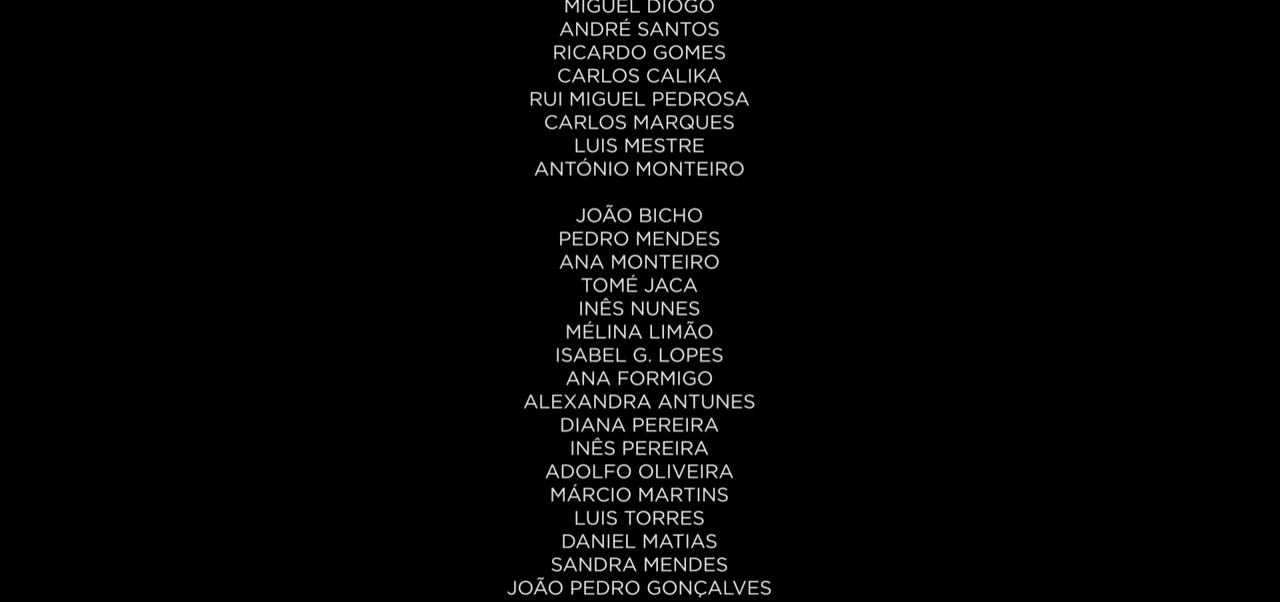 MIGUEL DIOGO
ANDRÉ SANTOS
RICARDO GOMES
CARLOS CALIKA
RUI MIGUEL PEDROSA
CARLOS MARQUES
LUIS MESTRE
ANTÓNIO MONTEIRO
JOÃO BICHO
PEDRO MENDES
ANA MONTEIRO
TOMÉ JACA
INÊS NUNES
MÉLINA LIMÃO
ISABEL G. LOPES
ANA FORMIGO
ALEXANDRA ANTUNES
DIANA PEREIRA
INÊS PEREIRA
ADOLFO OLIVEIRA
MÁRCIO MARTINS
LUIS TORRES
DANIEL MATIAS
SANDRA MENDES
JOÃO PEDRO GONÇALVES